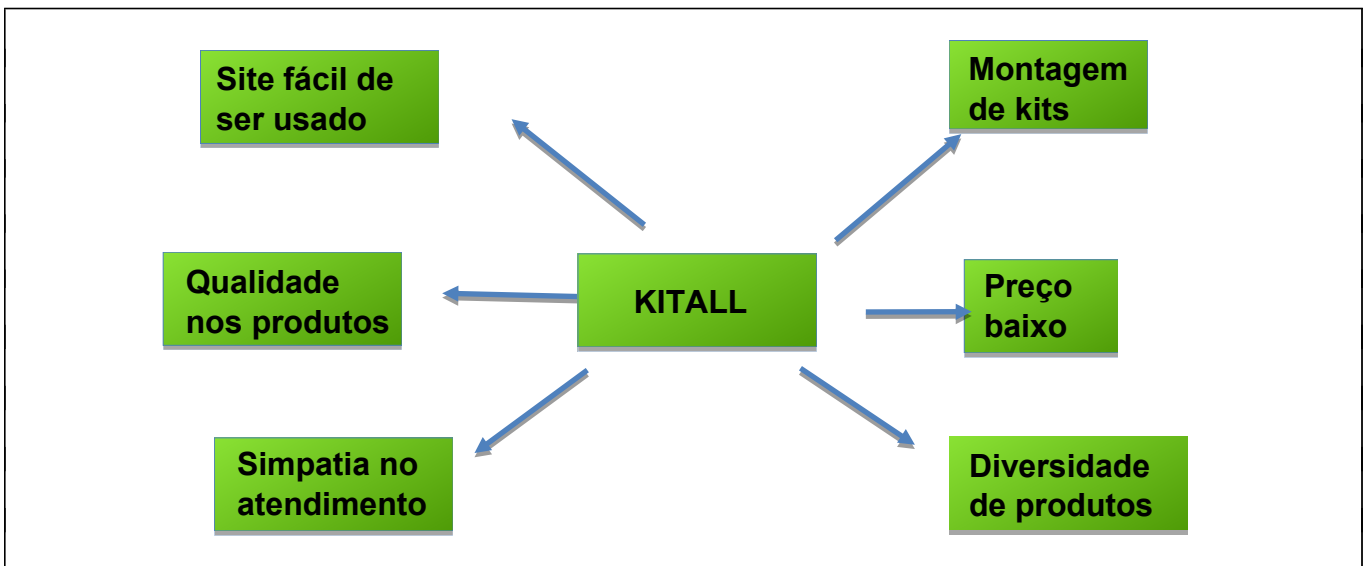 Site fácil de
ser usado
Montagem
de kits
Qualidade
nos produtos
KITALL
Preço
baixo
Simpatia no
atendimento
Diversidade
de produtos